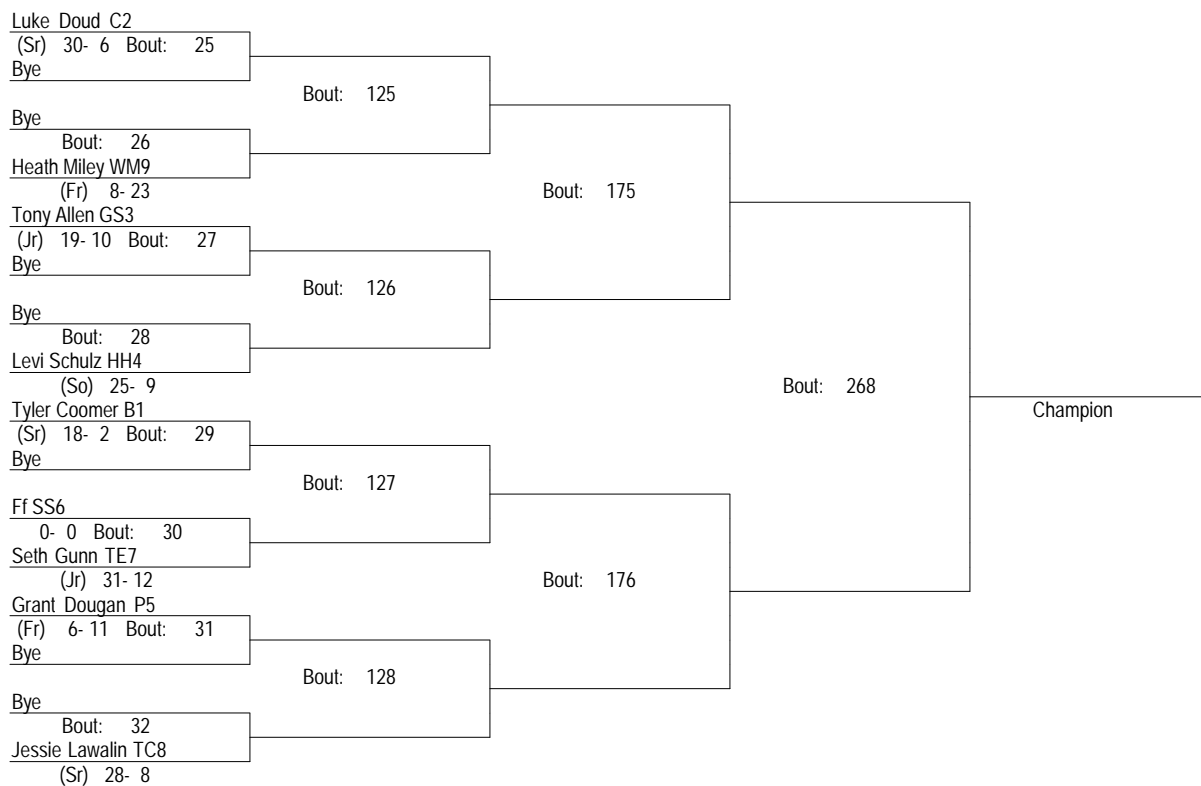 Luke Doud C2
(Sr) 30- 6 Bout: 25
Bye
Bout: 125
Bye
Bout: 26
Heath Miley WM9
(Fr) 8- 23
Bout: 175
Tony Allen GS3
(Jr) 19- 10 Bout: 27
Bye
Bout: 126
Bye
Bout: 28
Levi Schulz HH4
(So) 25- 9
Bout: 268
Champion
Tyler Coomer B1
(Sr) 18- 2 Bout: 29
Bye
Bout: 127
Ff SS6
0- 0 Bout: 30
Seth Gunn TE7
(Jr) 31- 12
Bout: 176
Grant Dougan P5
(Fr) 6- 11 Bout: 31
Bye
Bout: 128
Bye
Bout: 32
Jessie Lawalin TC8
(Sr) 28- 8